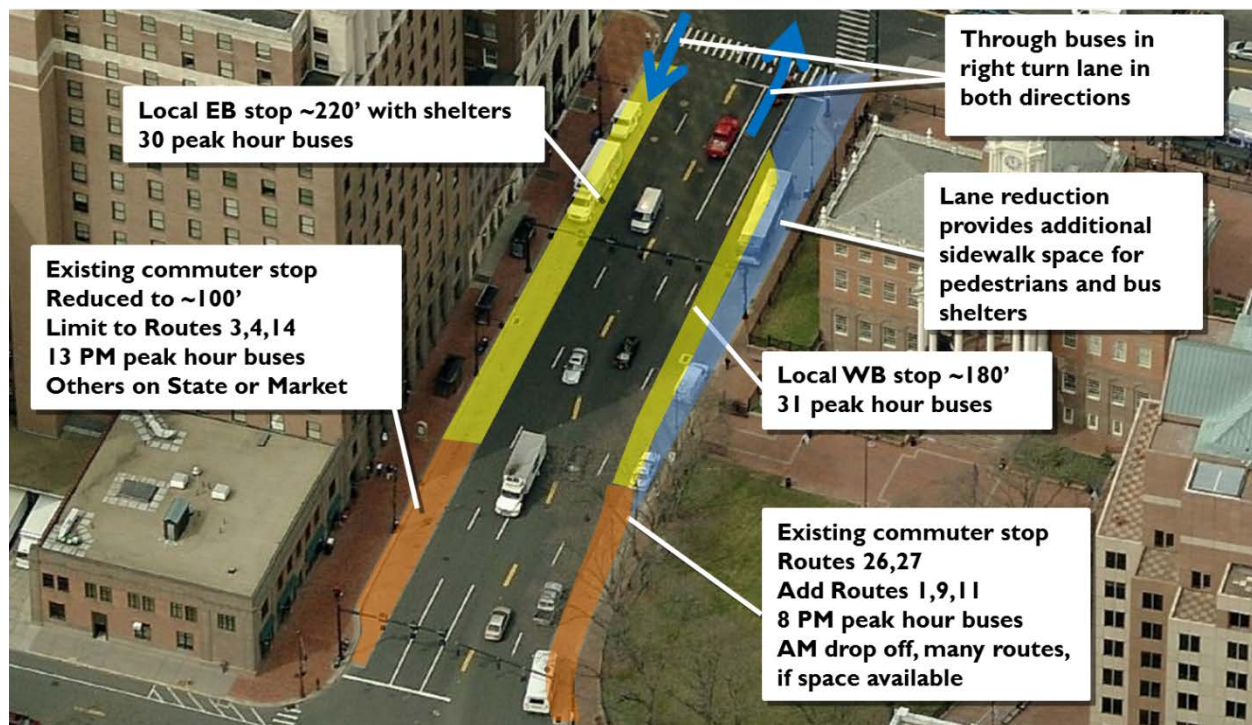 Through buses in
right turn lane in
both directions
Local EB stop ~220’ with shelters
30 peak hour buses
Lane reduction
provides additional
sidewalk space for
pedestrians and bus
shelters
Existing commuter stop
Reduced to ~100’
Limit to Routes 3,4,14
13 PM peak hour buses
Others on State or Market
Local WB stop ~180’
31 peak hour buses
Existing commuter stop
Routes 26,27
Add Routes 1,9,11
8 PM peak hour buses
AM drop off, many routes,
if space available